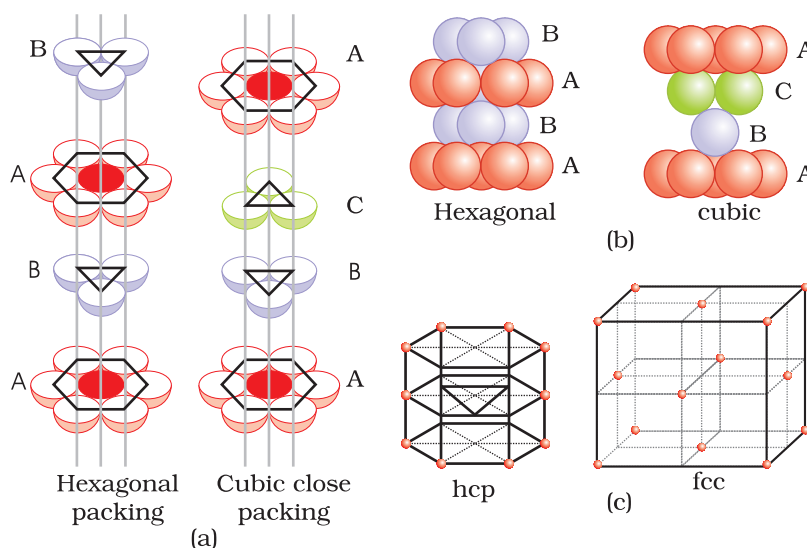 B
A
B
A
Hexagonal
packing
A
C
B
A
Cubic close
packing
(a)
B
A
B
A
Hexagonal
A
C
B
A
cubic
(b)
hcp
fcc
(c)